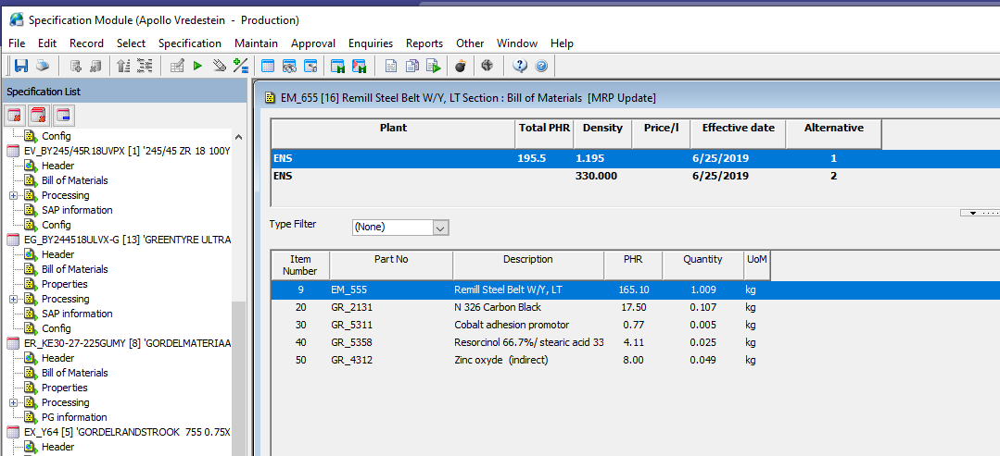 Specification Module (Apollo Vredestein - Production)
File Edit Record Select Specification Maintain Approval Enquiries Reports Other Window Help
Specification List
Config
EV_BY245/45R18UVPX [1] '245/45 ZR 18 100Y
Header
Bill of Materials
Processing
SAP information
Config
EG_BY244518ULVX-G [13] 'GREENTYRE ULTRA
Header
Bill of Materials
Properties
Processing
SAP information
Config
ER_KE30-27-225GUMY [8] 'GORDELMATERIAA
Header
Bill of Materials
Properties
Processing
PG information
EX_Y64 [5] 'GORDELRANDSTROOK 755 0.75X
Header
EM_655 [16] Remill Steel Belt W/Y, LT Section : Bill of Materials [MRP Update]
Plant Total PHR Density Price/l Effective date Alternative
ENS 195.5 1.195 6/25/2019 1
ENS 330.000 6/25/2019 2
Type Filter (None)
Item Number Part No Description PHR Quantity UoM
9 EM_555 Remill Steel Belt W/Y, LT 165.10 1.009 kg
20 GR_2131 N 326 Carbon Black 17.50 0.107 kg
30 GR_5311 Cobalt adhesion promotor 0.77 0.005 kg
40 GR_5358 Resorcinol 66.7%/ stearic acid 33 4.11 0.025 kg
50 GR_4312 Zinc oxyde (indirect) 8.00 0.049 kg